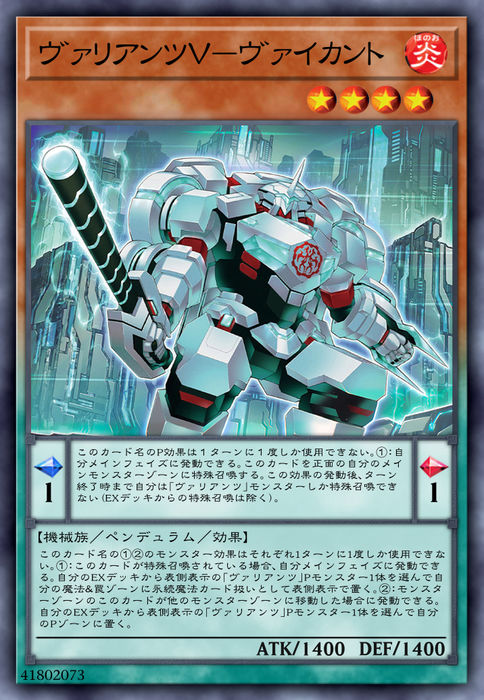 ヴァリアンツV－ヴァイカント
ほのお
炎
このカード名のP効果は１ターンに１度しか使用できない。①：自
分メインフェイズに発動できる。このカードを正面の自分のメイ
ンモンスターゾーンに特殊召喚する。この効果の発動後、ターン
終了時まで自分は「ヴァリアンツ」モンスターしか特殊召喚でき
ない（EXデッキからの特殊召喚は除く）。
1
1
【機械族／ペンデュラム／効果】
このカード名の①②のモンスター効果はそれぞれ1ターンに1度しか使用できな
い。①：このカードが特殊召喚されている場合、自分メインフェイズに発動でき
る。自分のEXデッキから表側表示の「ヴァリアンツ」Pモンスター1体を選んで自
分の魔法&罠ゾーンに永続魔法カード扱いとして表側表示で置く。②：モンスタ
ーゾーンのこのカードが他のモンスターゾーンに移動した場合に発動できる。
自分のEXデッキから表側表示の「ヴァリアンツ」Pモンスター1体を選んで自分
のPゾーンに置く。
ATK/1400 DEF/1400
41802073